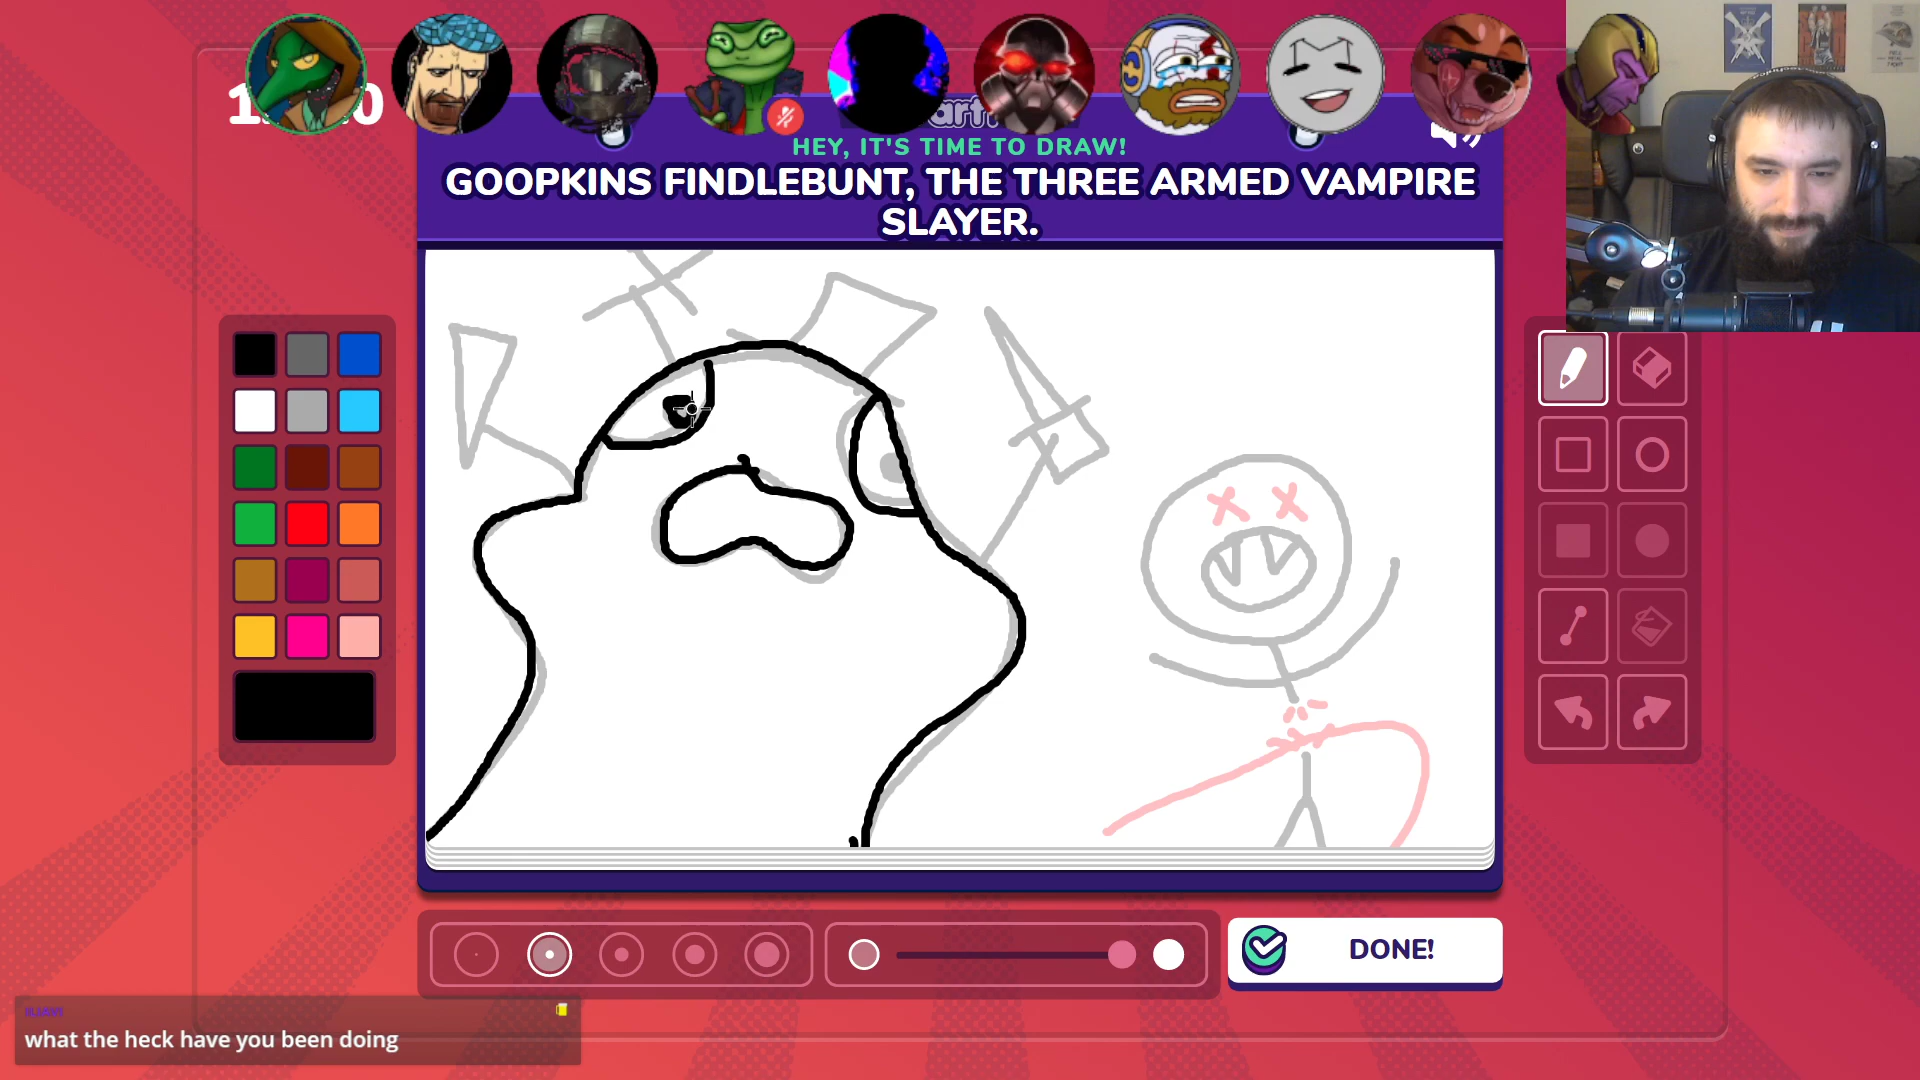 HEY, IT'S TIME TO DRAW!
GOOPKINS FINDLEBUNT, THE THREE ARMED VAMPIRE
SLAYER.
DONE!
what the heck have you been doing